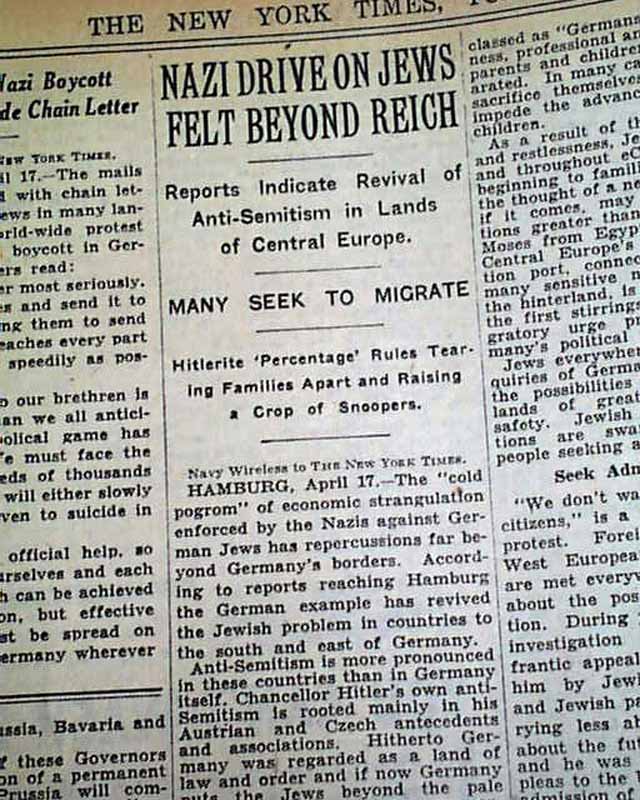 THE NEW YORK TIMES,
Nazi Boycott
de Chain Letter
NEW YORK TIMES.
17.—The mails
with chain let-
ews in many lan-
rld-wide protest
boycott in Ger-
ers read:
er most seriously.
s and send it to
ng them to send
eaches every part
speedily as pos-
o our brethren is
an we all antici-
olical game has
e must face the
eds of thousands
will either slowly
ven to suicide in
official help, so
urselves and each
h can be achieved
on, but effective
st be spread on
ermany wherever
ussia, Bavaria and
f these Governors
on of a permanent
Prussia will com-
NAZI DRIVE ON JEWS
FELT BEYOND REICH
Reports Indicate Revival of
Anti-Semitism in Lands
of Central Europe.
MANY SEEK TO MIGRATE
Hitlerite 'Percentage' Rules Tear-
ing Families Apart and Raising
a Crop of Snoopers.
Navy Wireless to THE NEW YORK TIMES.
HAMBURG, April 17.—The "cold
pogrom" of economic strangulation
enforced by the Nazis against Ger-
man Jews has repercussions far be-
yond Germany's borders. Accord-
ing to reports reaching Hamburg
the German example has revived
the Jewish problem in countries to
the south and east of Germany.
Anti-Semitism is more pronounced
in these countries than in Germany
itself. Chancellor Hitler's own anti-
Semitism is rooted mainly in his
Austrian and Czech antecedents
and associations. Hitherto Ger-
many was regarded as a land of
law and order and if now Germany
puts the Jews beyond the pale
classed as "Germans
ness, professional an
parents and children
arated. In many ca
sacrifice themselve
impede the advanc
children.
As a result of th
and restlessness, Je
and throughout eC
beginning to famili
the thought of a ne
if it comes, may
tions greater than
Moses from Egyp
Central Europe's
tion port, connec
many sensitive
the hinterland, is
the first stirrings
gratory urge pr
many's political
Jews everywher
quiries of Germa
the possibilities
lands of great
safety. Jewish
tions are swa
people seeking a
Seek Adm
"We don't wa
citizens," is a
protest. Forei
West Europea
are met every
about the pos
tion. During
investigation
frantic appeal
him by Jewi
and Jewish p
rying less al
about the fut
and he was
pleas to the
admission of